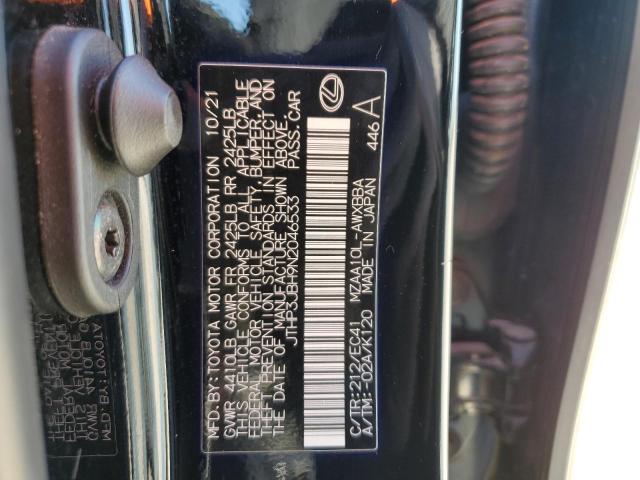 MFD. BY: TOYOTA MOTOR CORPORATION 10/21
GVWR 4410LB GAWR FR 2425LB RR 2425LB
THIS VEHICLE CONFORMS TO ALL APPLICABLE
FEDERAL MOTOR VEHICLE SAFETY, BUMPER, AND
THEFT PREVENTION STANDARDS IN EFFECT ON
THE DATE OF MANUFACTURE SHOWN ABOVE.
JTHP3JBH9N2046533 PASS. CAR
C/TR: 212/EC41 MZAA10L-AWXBBA 446 A
A/TM: -02A/KT120 MADE IN JAPAN